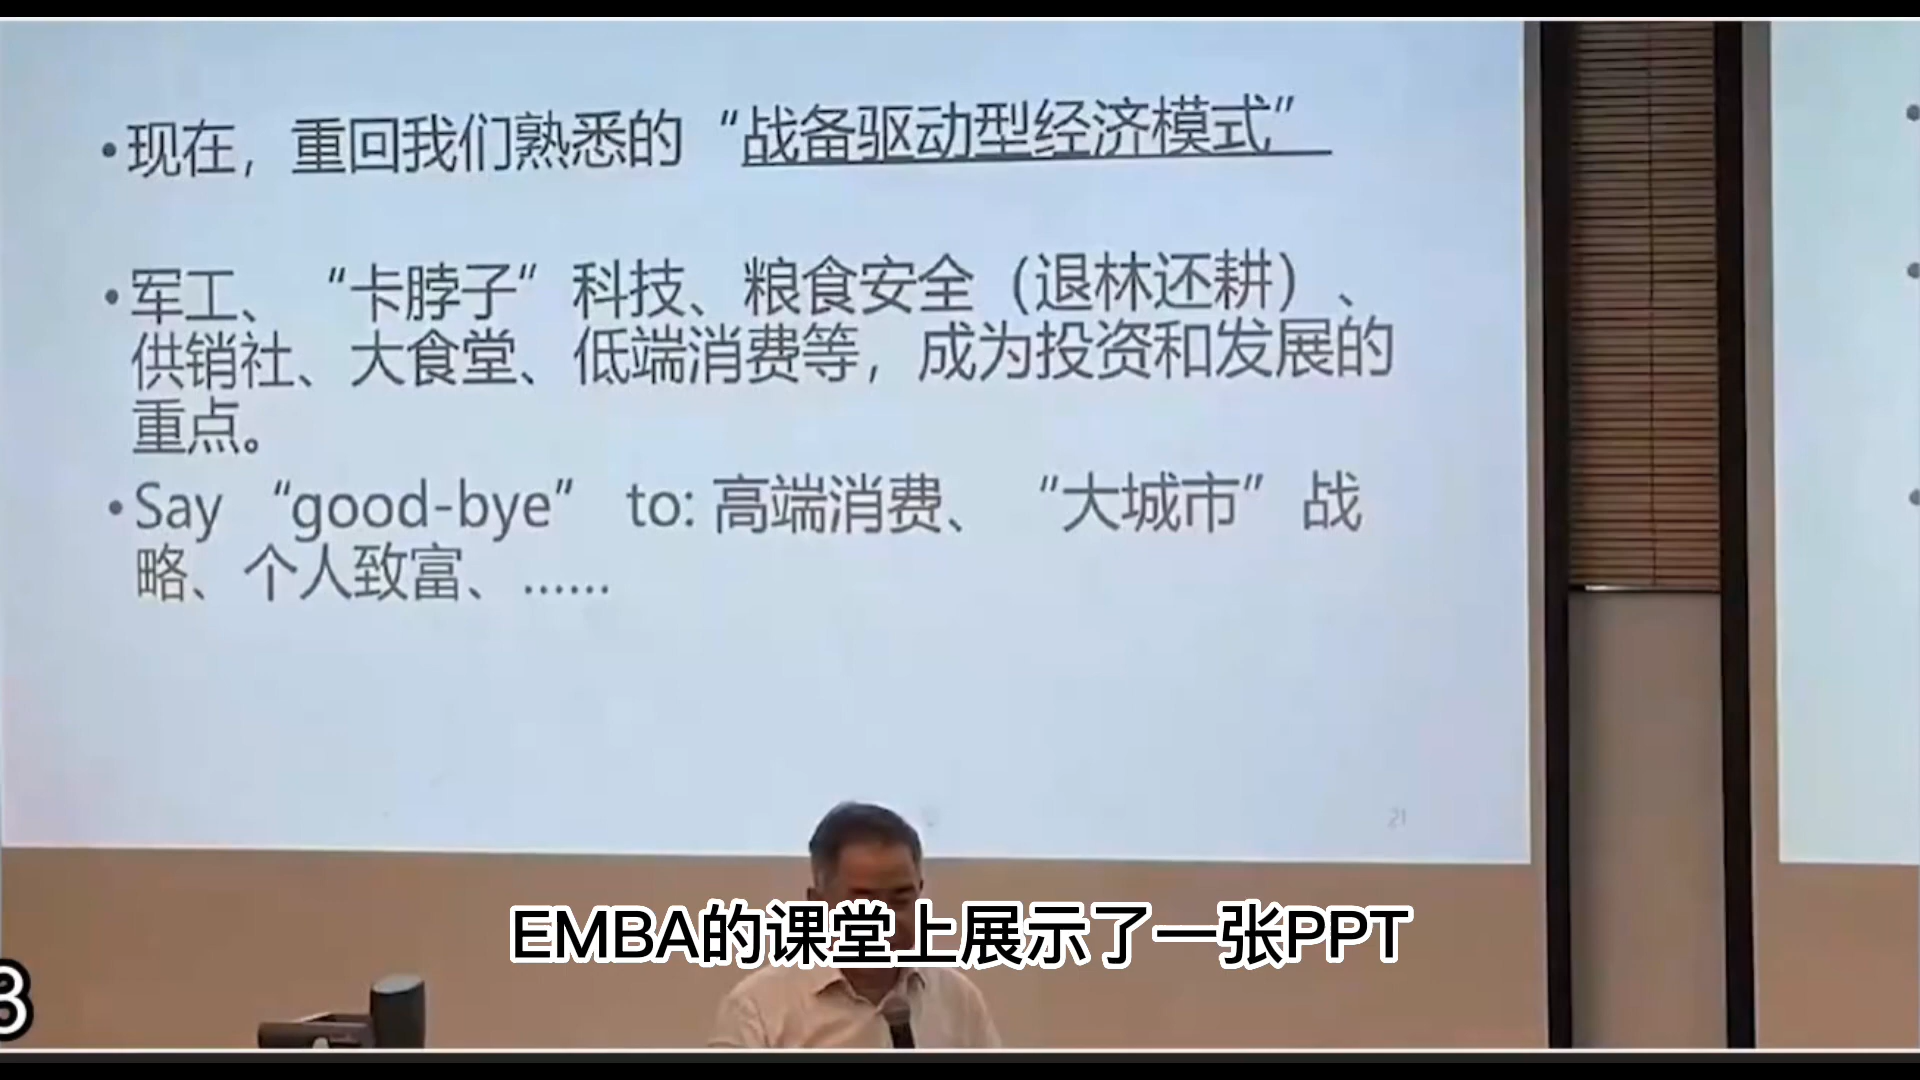 •现在，重回我们熟悉的“战备驱动型经济模式”
•军工、“卡脖子“科技、粮食安全（退林还耕）、
供销社、大食堂、低端消费等，成为投资和发展的
重点。
•Say “good-bye” to: 高端消费、“大城市”战
略、个人致富、……
21
EMBA的课堂上展示了一张PPT
3